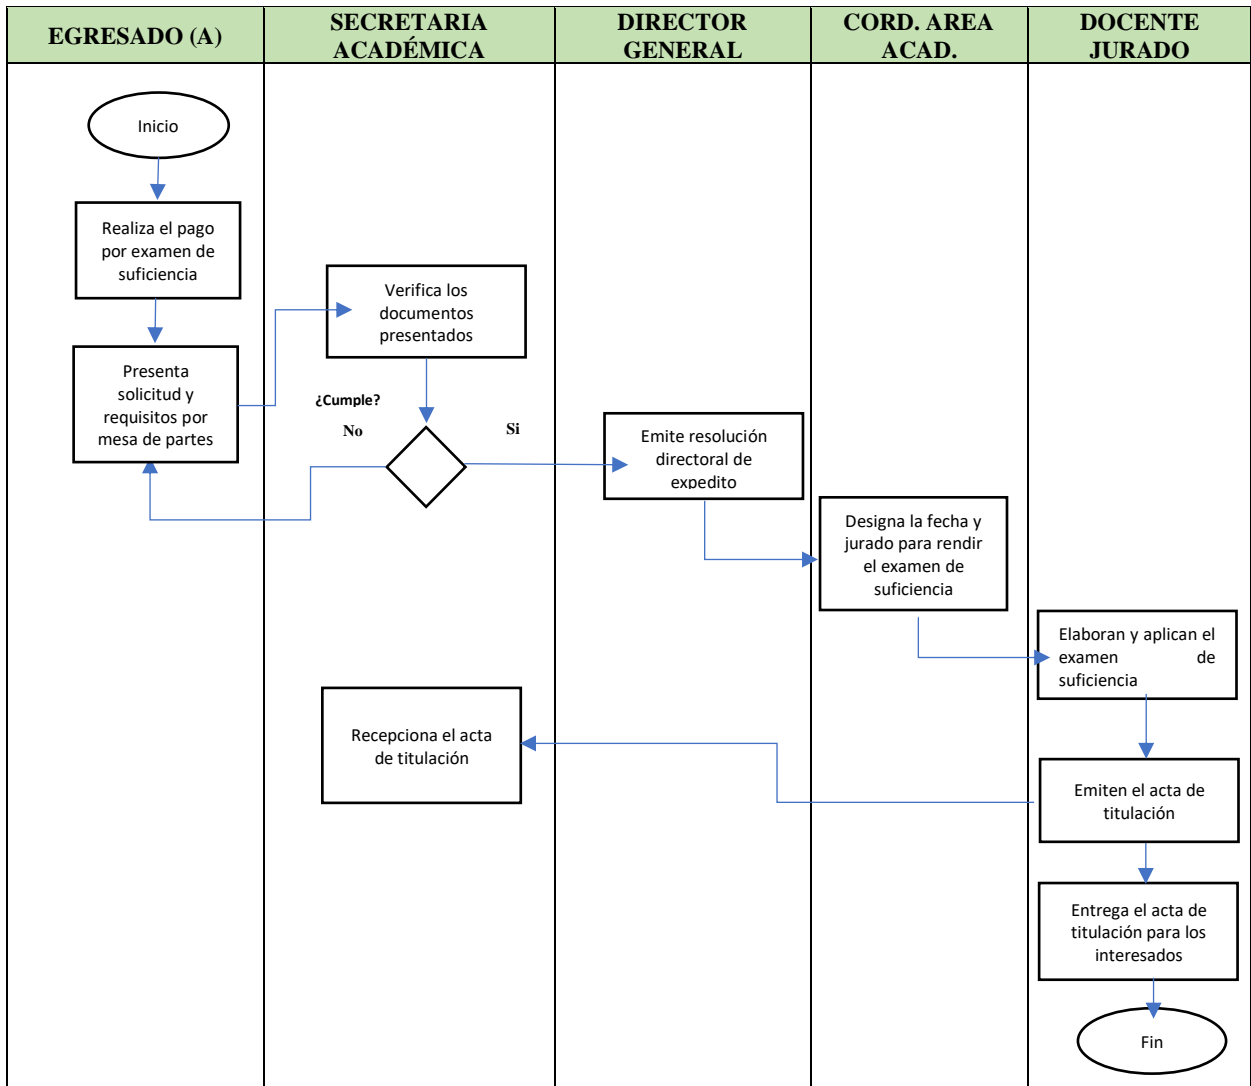 EGRESADO (A)
SECRETARIA
ACADÉMICA
DIRECTOR
GENERAL
CORD. AREA
ACAD.
DOCENTE
JURADO
Inicio
Realiza el pago
por examen de
suficiencia
Presenta
solicitud y
requisitos por
mesa de partes
Verifica los
documentos
presentados
¿Cumple?
No
Si
Emite resolución
directoral de
expedito
Designa la fecha y
jurado para rendir
el examen de
suficiencia
Elaboran y aplican el
examen de
suficiencia
Recepciona el acta
de titulación
Emiten el acta de
titulación
Entrega el acta de
titulación para los
interesados
Fin